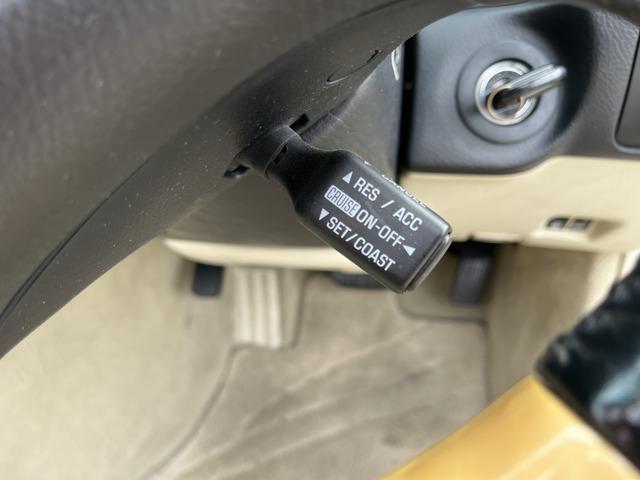 ▲ RES / ACC
CRUISE ON-OFF ◄
▼ SET/COAST